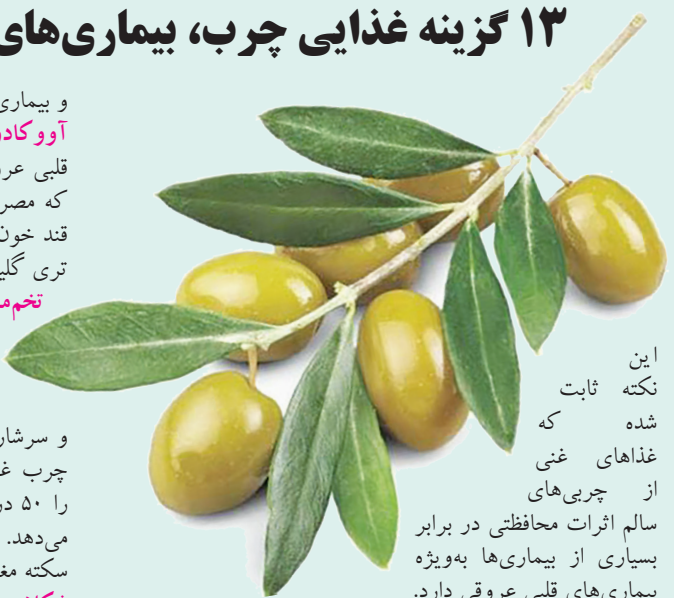 ۱۳ گزینه غذایی چرب، بیماری‌های
این
نکته ثابت
شده که
غذاهای غنی
از چربی‌های
سالم اثرات محافظتی در برابر
بسیاری از بیماری‌ها به‌ویژه
بیماری‌های قلبی عروقی دارد.
و بیماری
آووکادو
قلبی عرو
که مصر
قند خون
تری گلی
تخم‌م
و سرشار
چرب غ
را ۵۰ در
می‌دهد.
سکته مغ